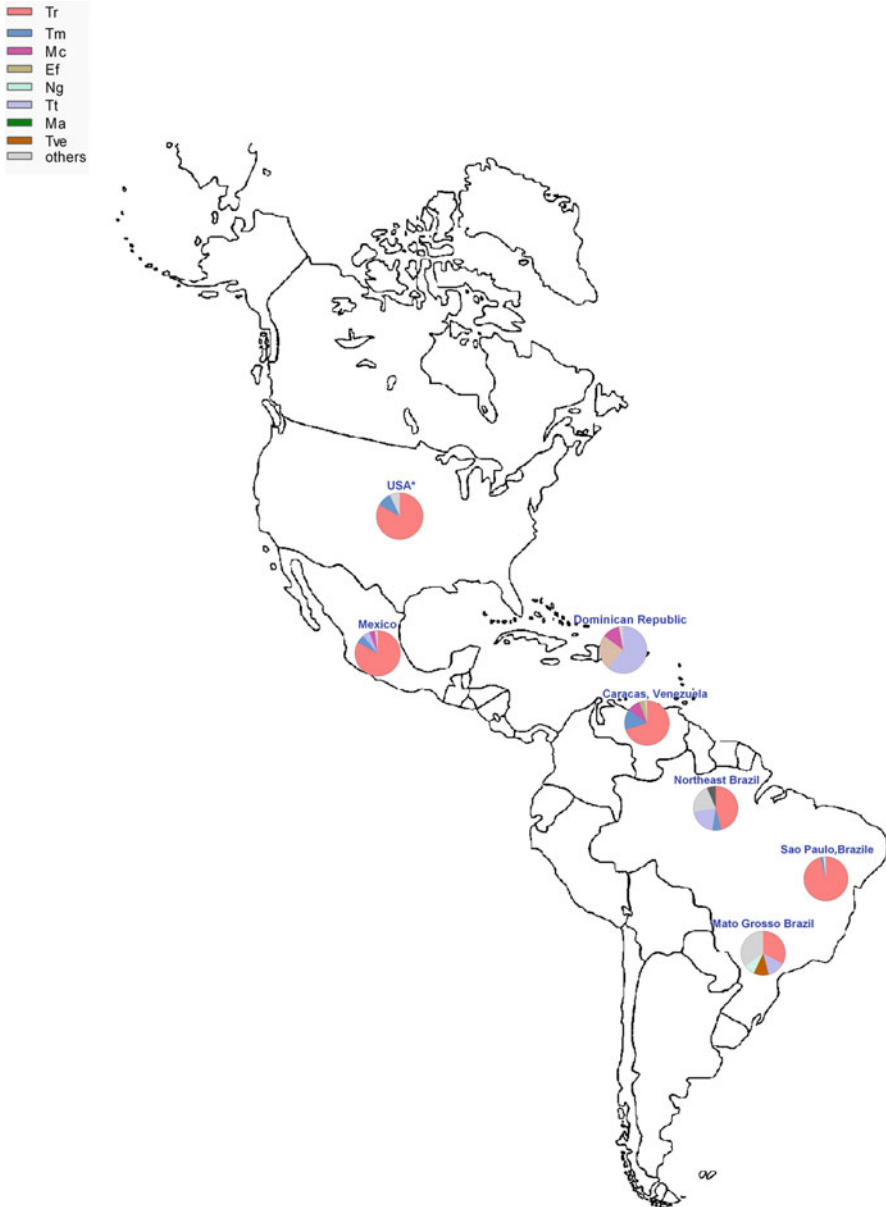 Tr
Tm
Mc
Ef
Ng
Tt
Ma
Tve
others
USA*
Mexico
Dominican Republic
Caracas, Venezuela
Northeast Brazil
Sao Paulo,Brazile
Mato Grosso Brazil